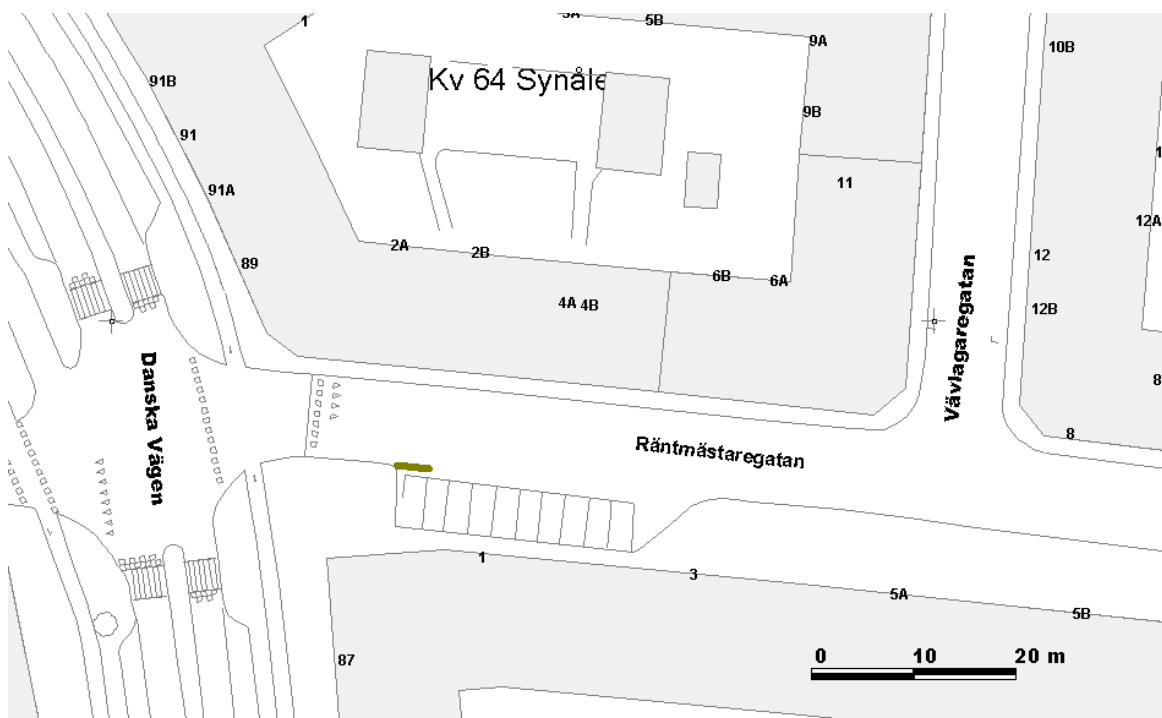 1
3A
5B
9A
10B
Kv 64 Synåle
91B
9B
91
91A
11
12A
2A
2B
12
89
6B
6A
4A 4B
12B
Vävlagaregatan
Danska Vägen
8
Räntmästaregatan
1
3
5A
5B
87
0 10 20 m